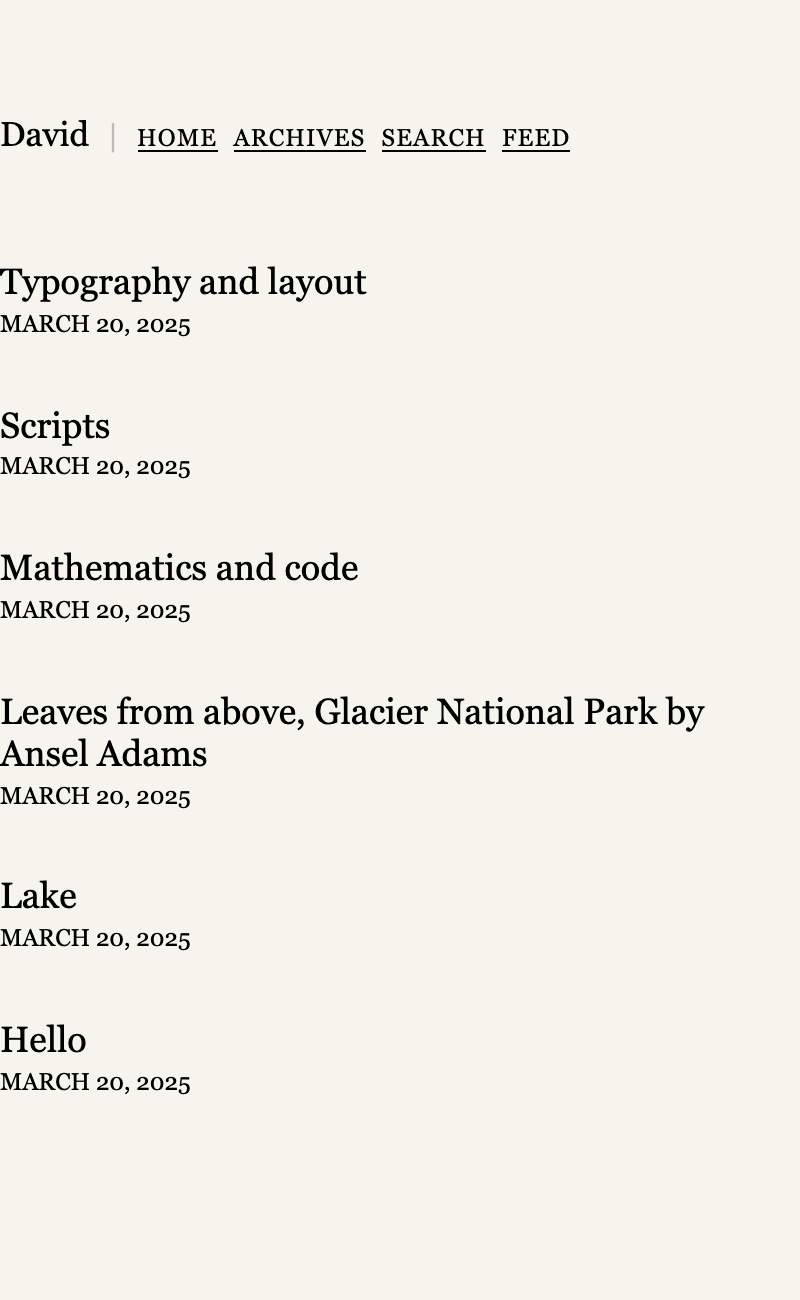 David | HOME ARCHIVES SEARCH FEED
Typography and layout
MARCH 20, 2025
Scripts
MARCH 20, 2025
Mathematics and code
MARCH 20, 2025
Leaves from above, Glacier National Park by
Ansel Adams
MARCH 20, 2025
Lake
MARCH 20, 2025
Hello
MARCH 20, 2025